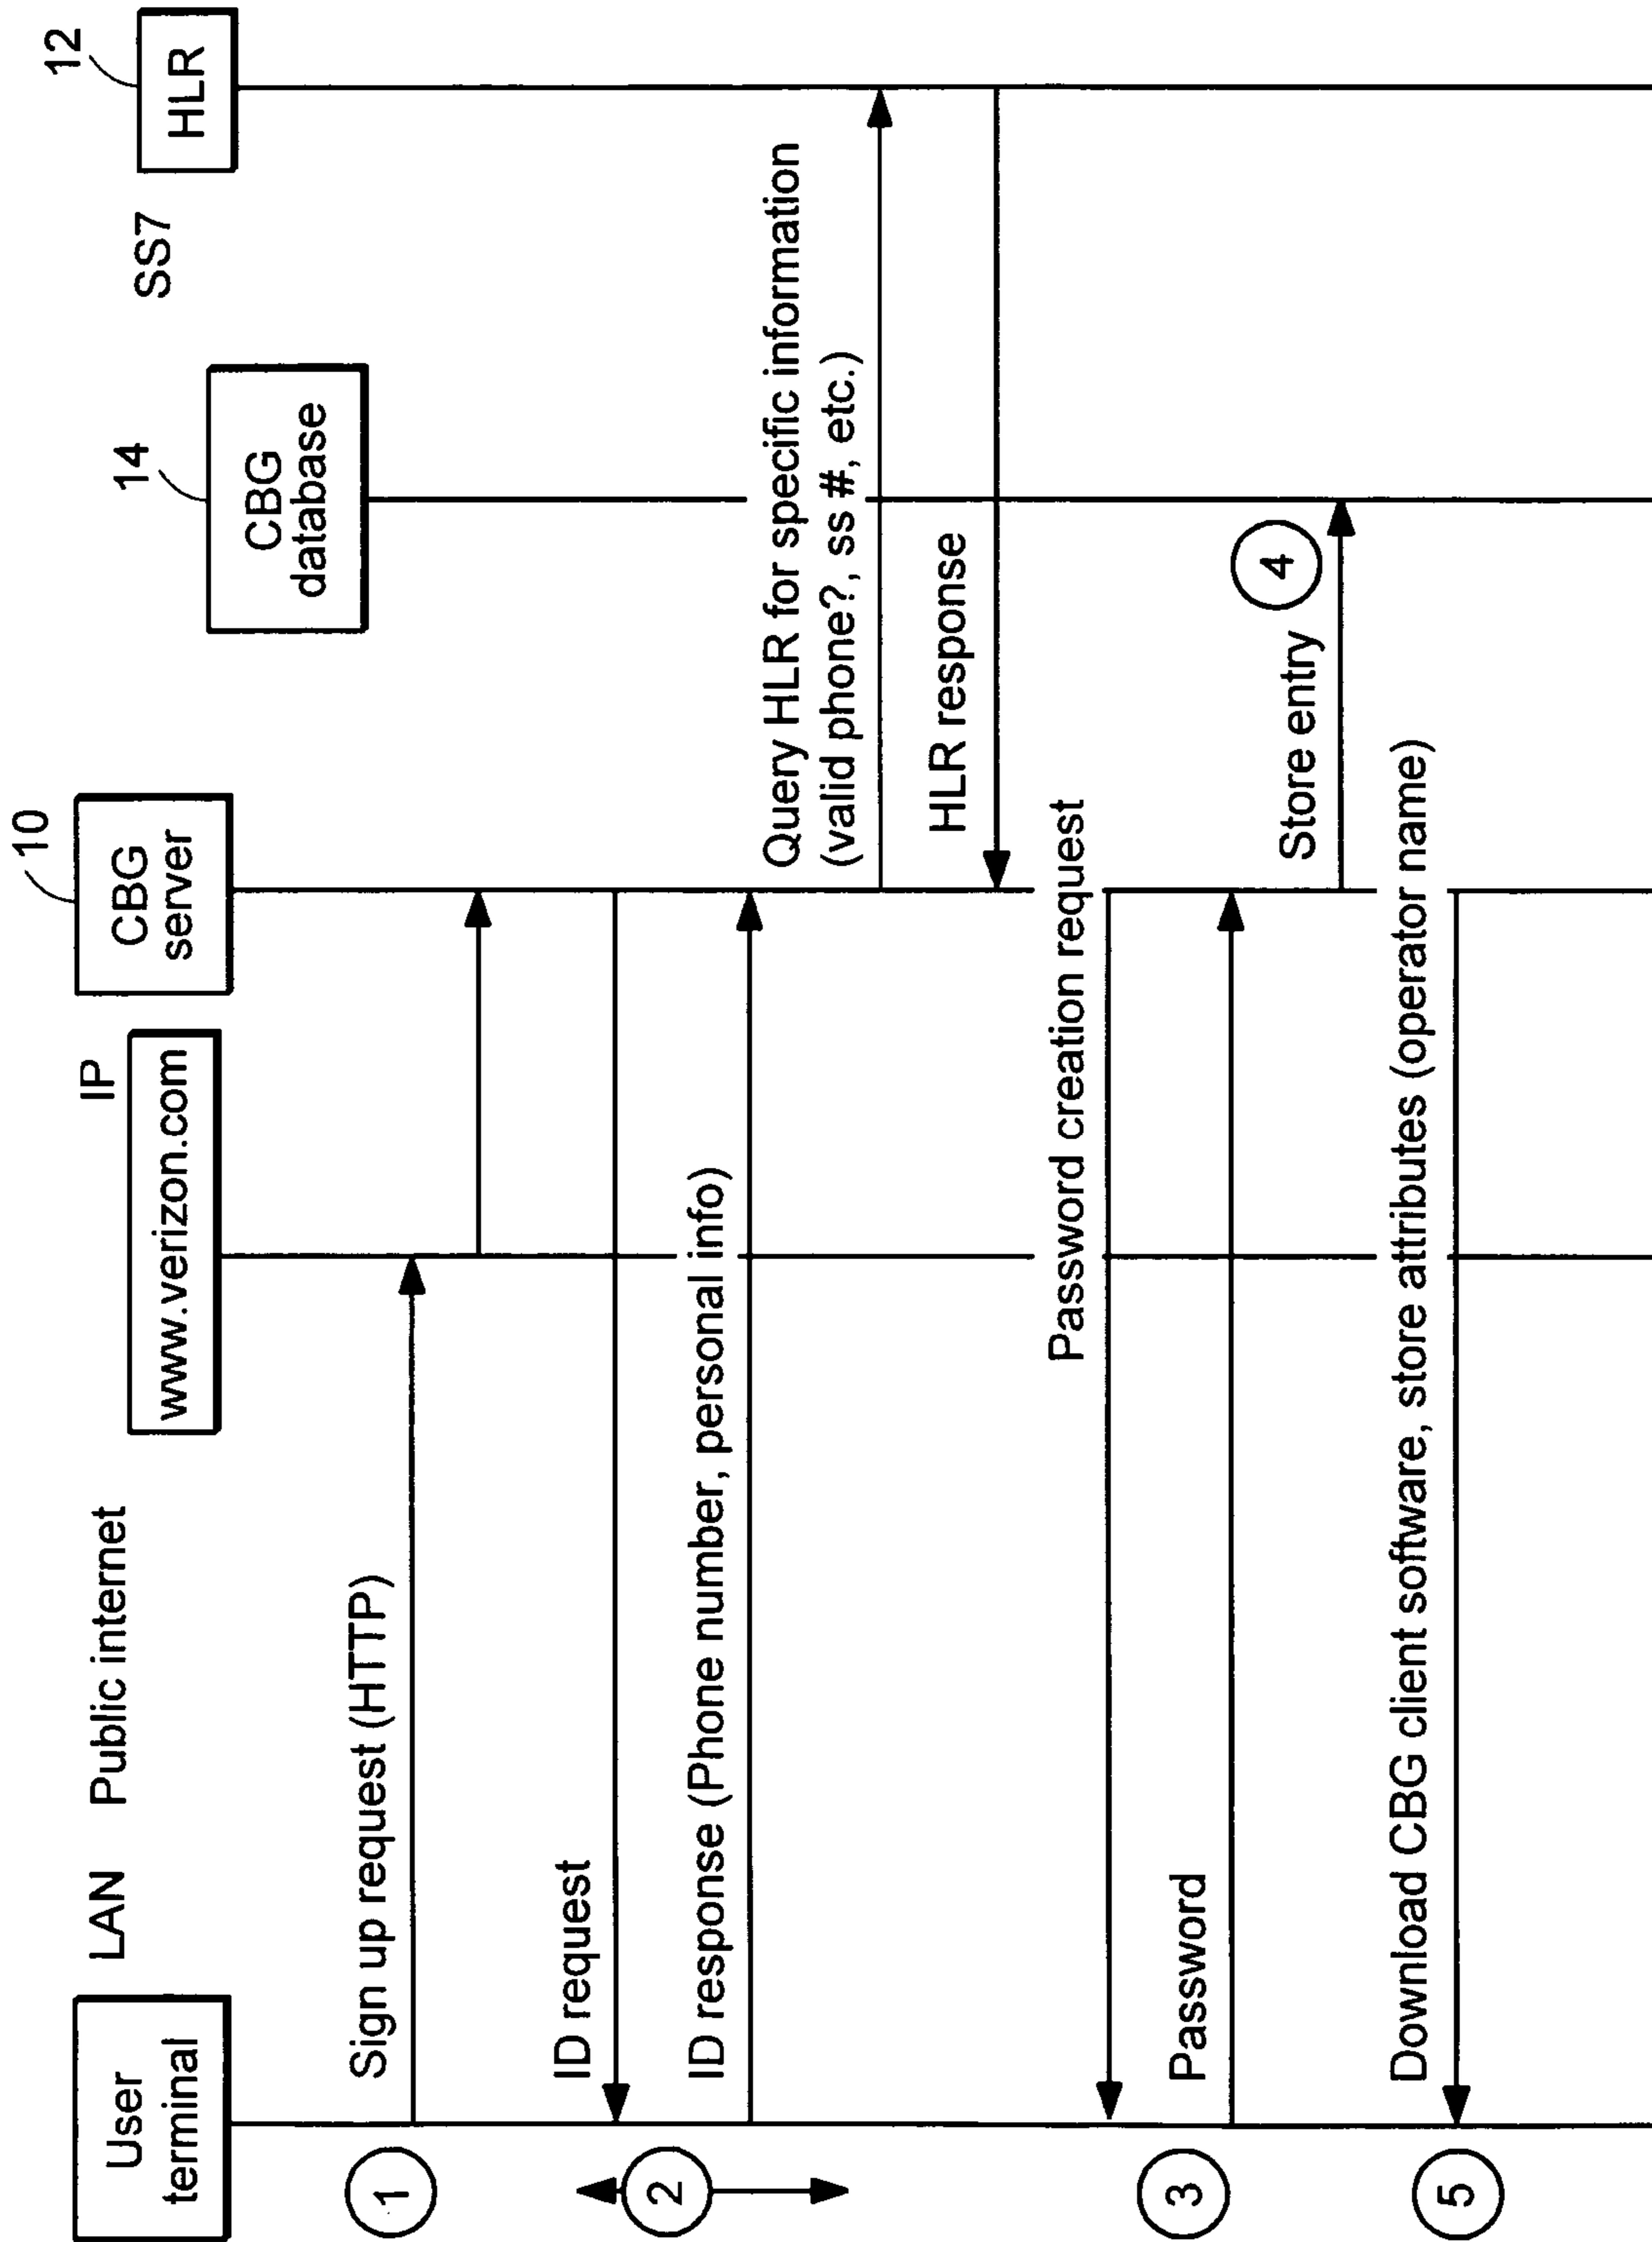 User
terminal
LAN
Public internet
IP
www.verizon.com
10
CBG
server
14
CBG
database
SS7
12
HLR
1
Sign up request (HTTP)
2
ID request
ID response (Phone number, personal info)
Query HLR for specific information
(valid phone?, ss #, etc.)
HLR response
Password creation request
3
Password
Store entry
4
5
Download CBG client software, store attributes (operator name)